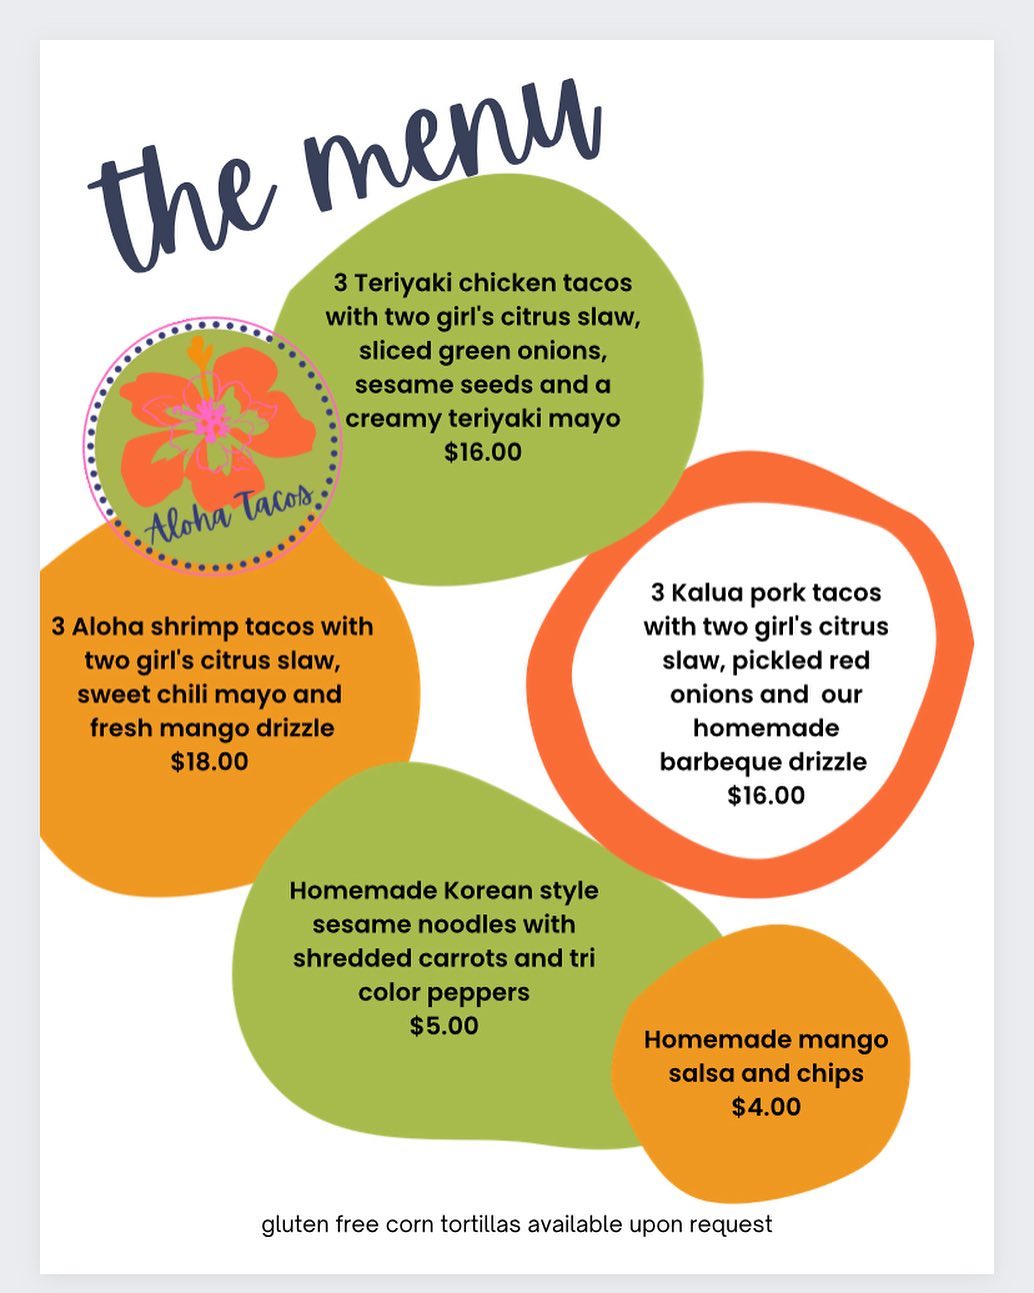 the menu
3 Teriyaki chicken tacos
with two girl's citrus slaw,
sliced green onions,
sesame seeds and a
creamy teriyaki mayo
$16.00
Aloha Tacos
3 Aloha shrimp tacos with
two girl's citrus slaw,
sweet chili mayo and
fresh mango drizzle
$18.00
3 Kalua pork tacos
with two girl's citrus
slaw, pickled red
onions and our
homemade
barbeque drizzle
$16.00
Homemade Korean style
sesame noodles with
shredded carrots and tri
color peppers
$5.00
Homemade mango
salsa and chips
$4.00
gluten free corn tortillas available upon request